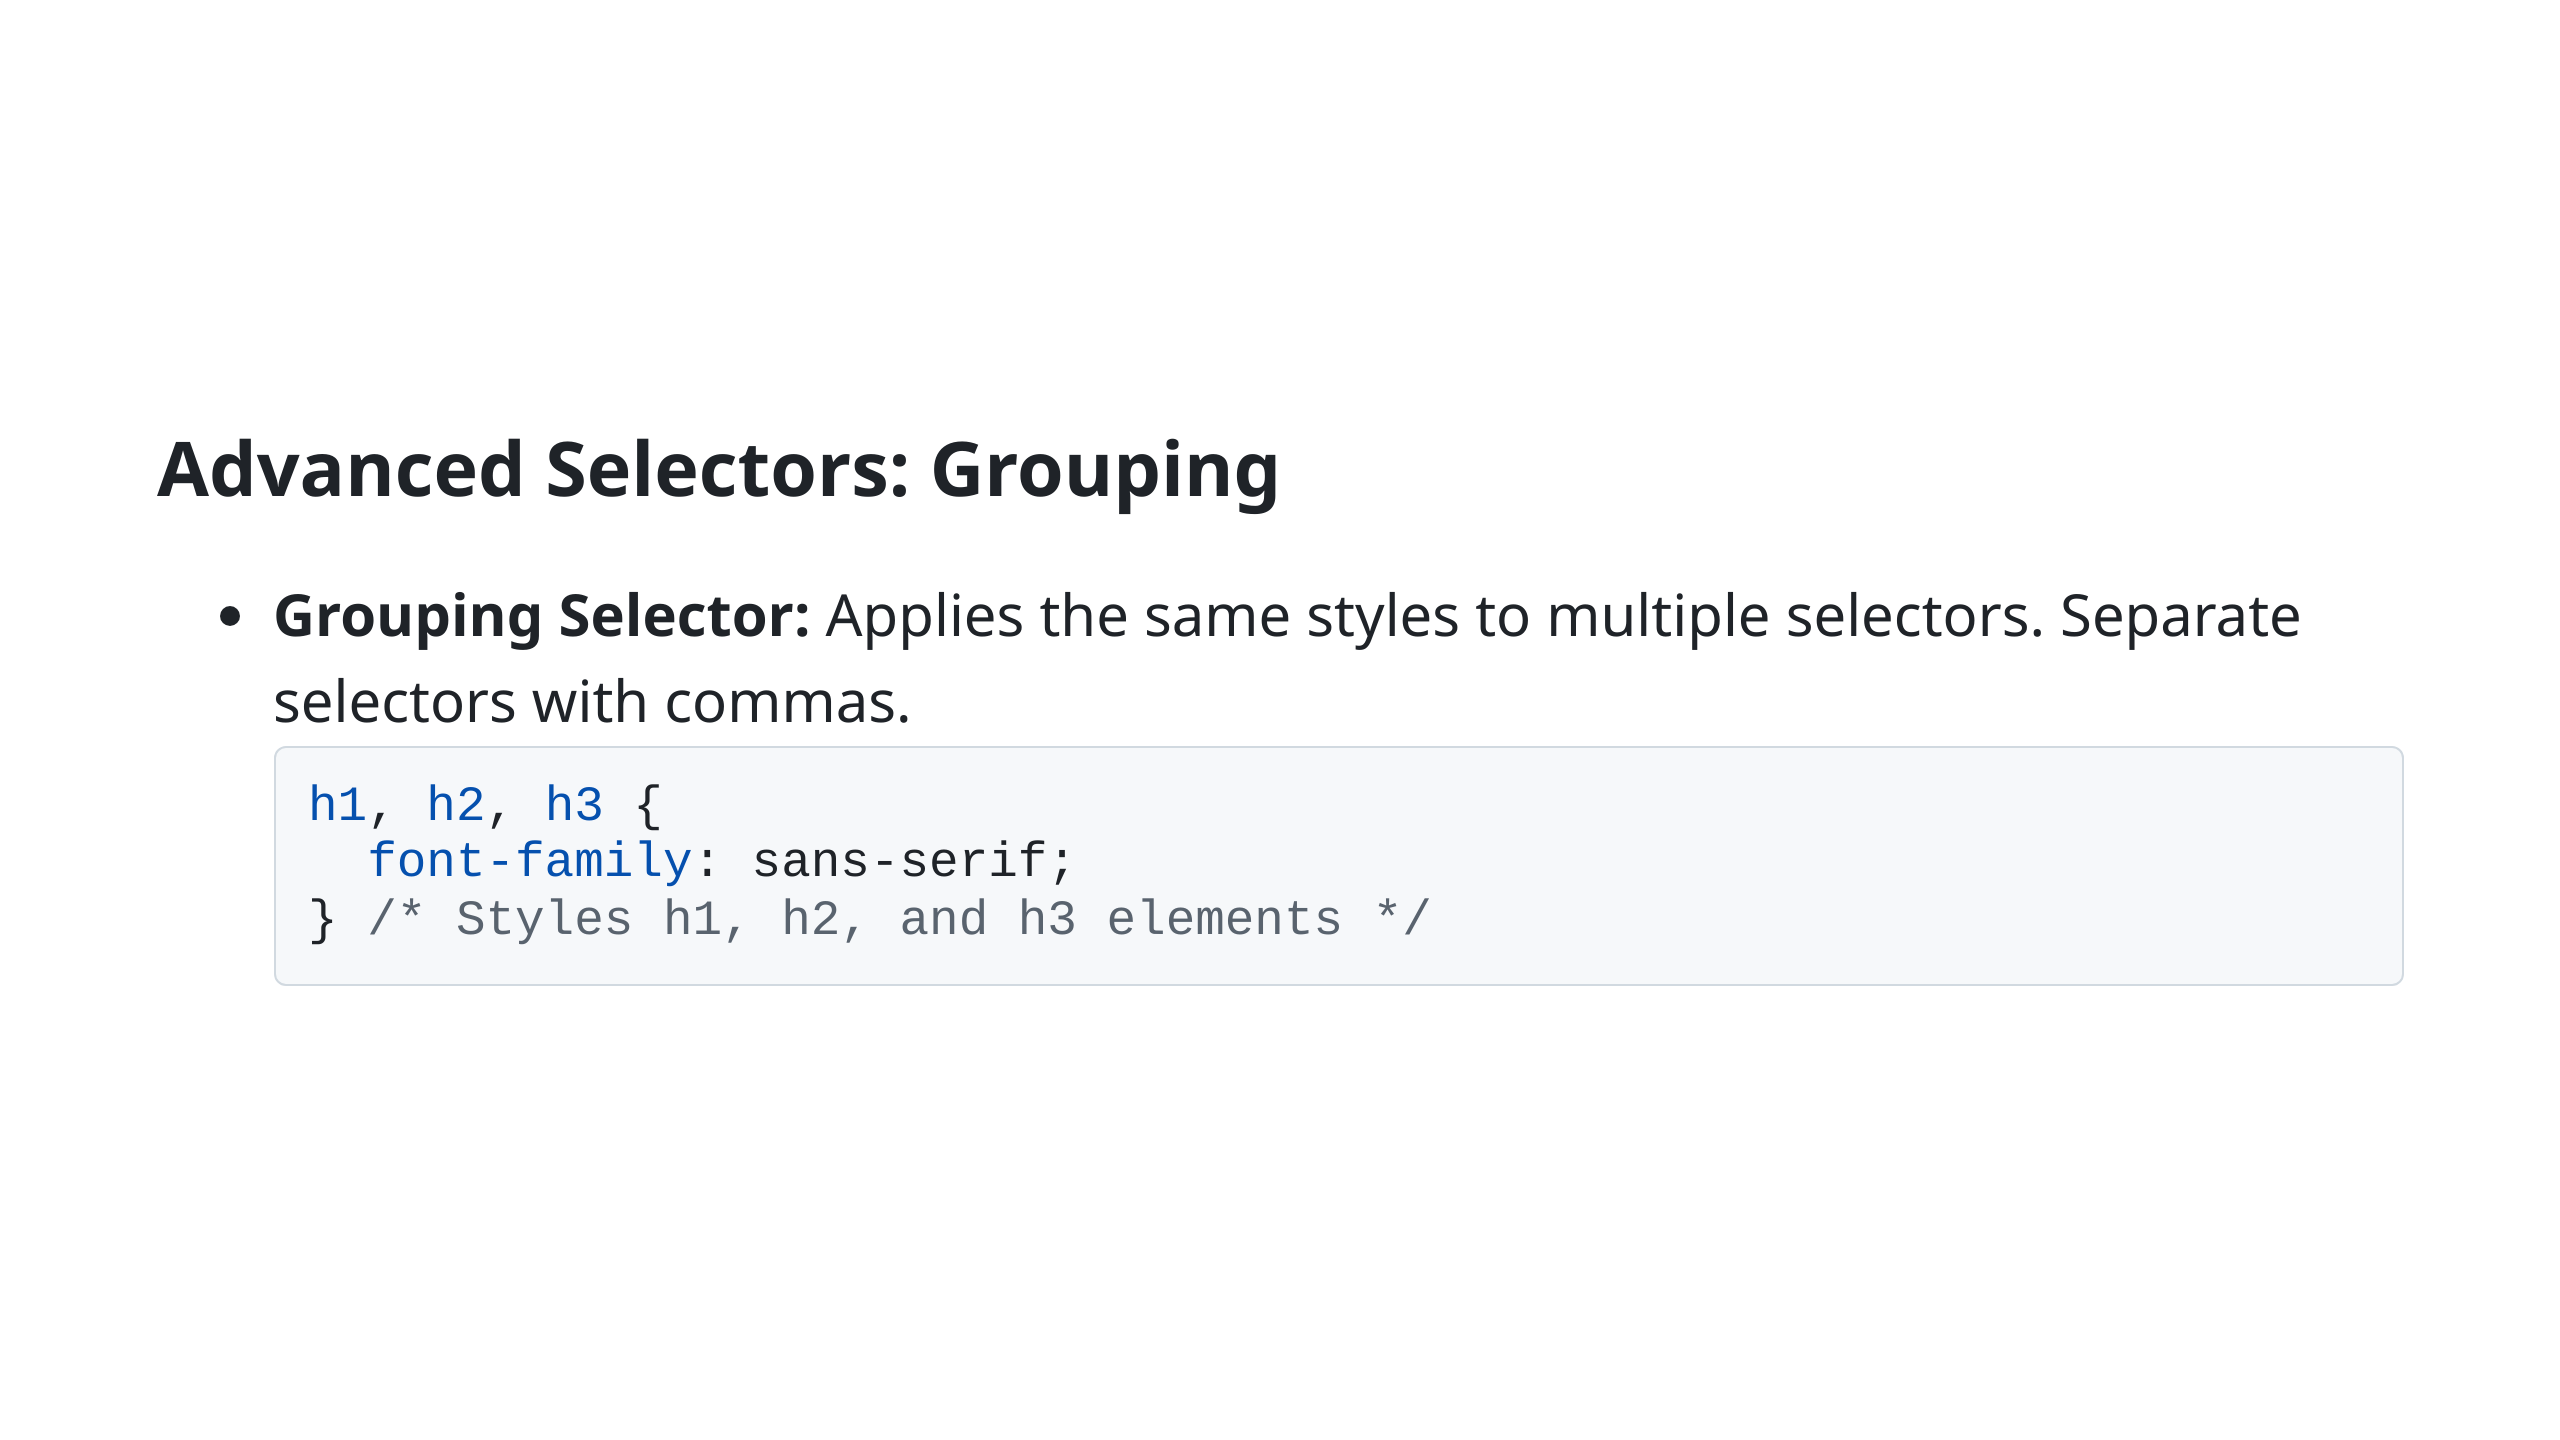 Advanced Selectors: Grouping
• Grouping Selector: Applies the same styles to multiple selectors. Separate
selectors with commas.
h1, h2, h3 {
  font-family: sans-serif;
} /* Styles h1, h2, and h3 elements */